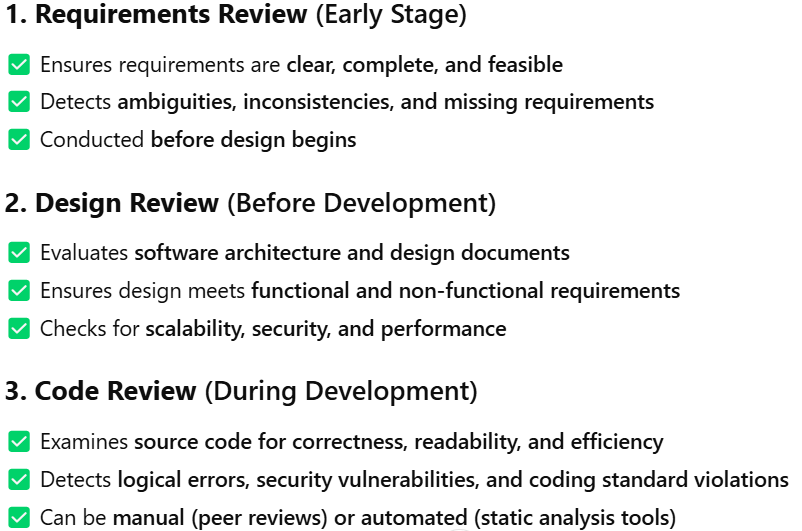 1. Requirements Review (Early Stage)
✅ Ensures requirements are clear, complete, and feasible
✅ Detects ambiguities, inconsistencies, and missing requirements
✅ Conducted before design begins
2. Design Review (Before Development)
✅ Evaluates software architecture and design documents
✅ Ensures design meets functional and non-functional requirements
✅ Checks for scalability, security, and performance
3. Code Review (During Development)
✅ Examines source code for correctness, readability, and efficiency
✅ Detects logical errors, security vulnerabilities, and coding standard violations
✅ Can be manual (peer reviews) or automated (static analysis tools)